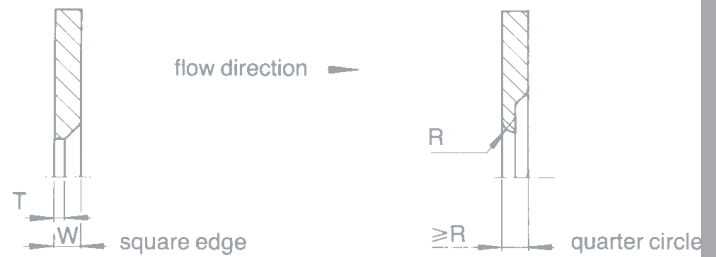 flow direction
R
T
W
square edge
≥R
quarter circle